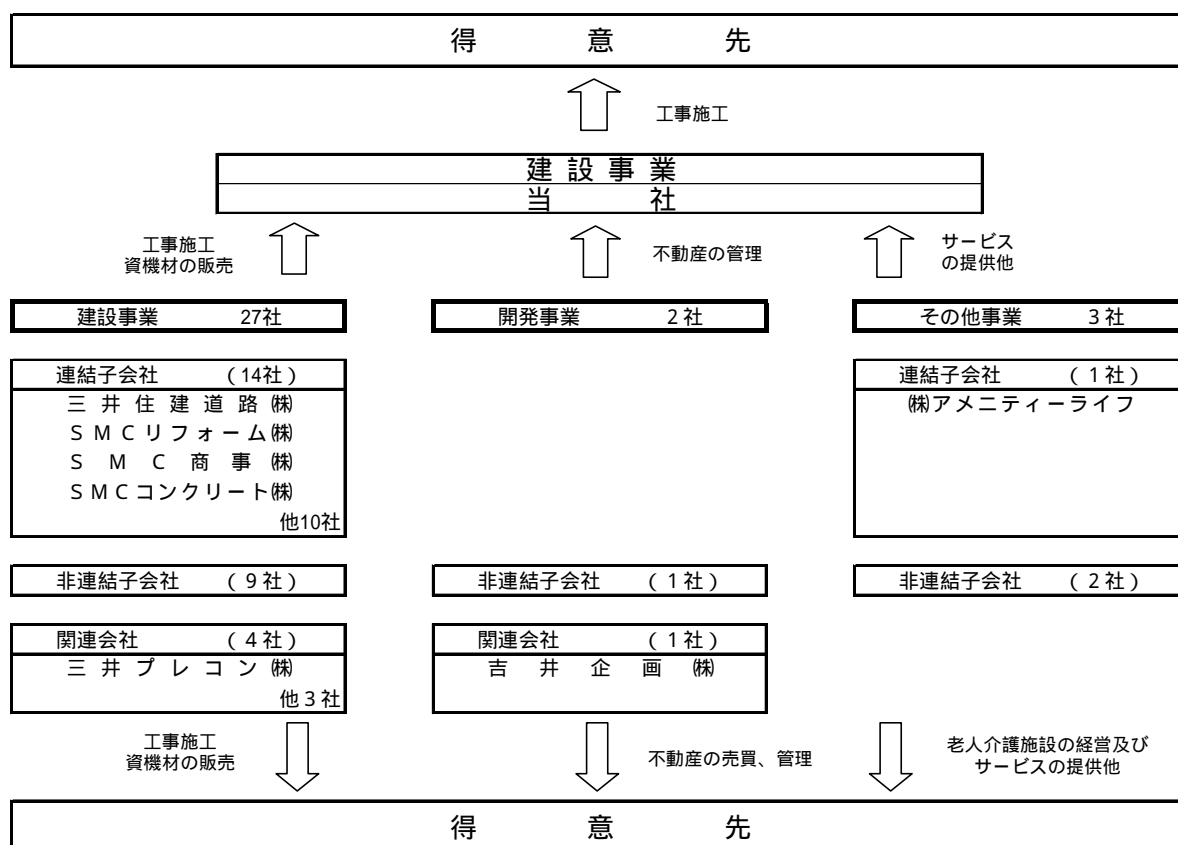 得 意 先
工事施工
建 設 事 業
当 社
工事施工
資機材の販売
不動産の管理
サービス
の提供他
建設事業 27社
開発事業 2社
その他事業 3社
連結子会社 (14社)
三井住建道路㈱
SMCリフォーム㈱
SMC商事㈱
SMCコンクリート㈱
他10社
連結子会社 (1社)
㈱アメニティーライフ
非連結子会社 (9社)
非連結子会社 (1社)
非連結子会社 (2社)
関連会社 (4社)
三井プレコン㈱
他3社
関連会社 (1社)
吉井企画㈱
工事施工
資機材の販売
不動産の売買、管理
老人介護施設の経営及び
サービスの提供他
得 意 先